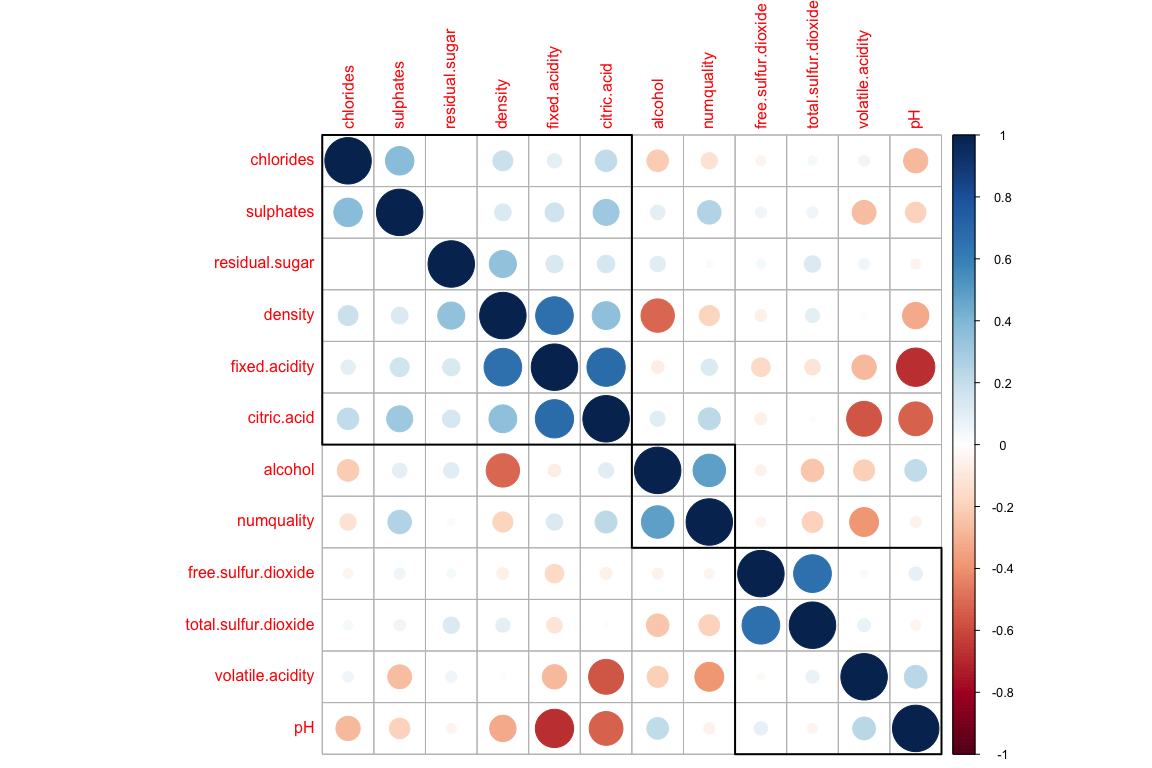 chlorides
sulphates
residual.sugar
density
fixed.acidity
citric.acid
alcohol
numquality
free.sulfur.dioxide
total.sulfur.dioxide
volatile.acidity
pH
chlorides
sulphates
residual.sugar
density
fixed.acidity
citric.acid
alcohol
numquality
free.sulfur.dioxide
total.sulfur.dioxide
volatile.acidity
pH
1
0.8
0.6
0.4
0.2
0
-0.2
-0.4
-0.6
-0.8
-1